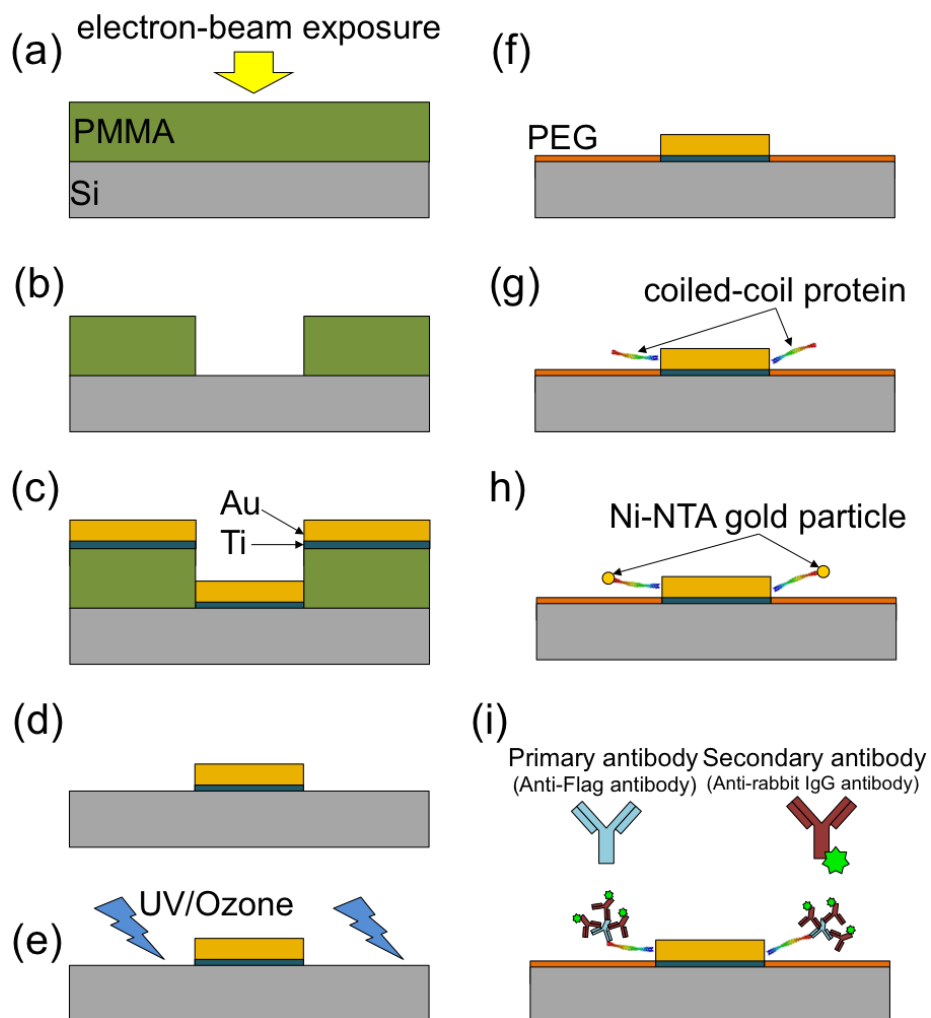 (a)
electron-beam exposure
PMMA
Si
(b)
(c)
Au
Ti
(d)
(e)
UV/Ozone
(f)
PEG
(g)
coiled-coil protein
(h)
Ni-NTA gold particle
(i)
Primary antibody
(Anti-Flag antibody)
Secondary antibody
(Anti-rabbit IgG antibody)